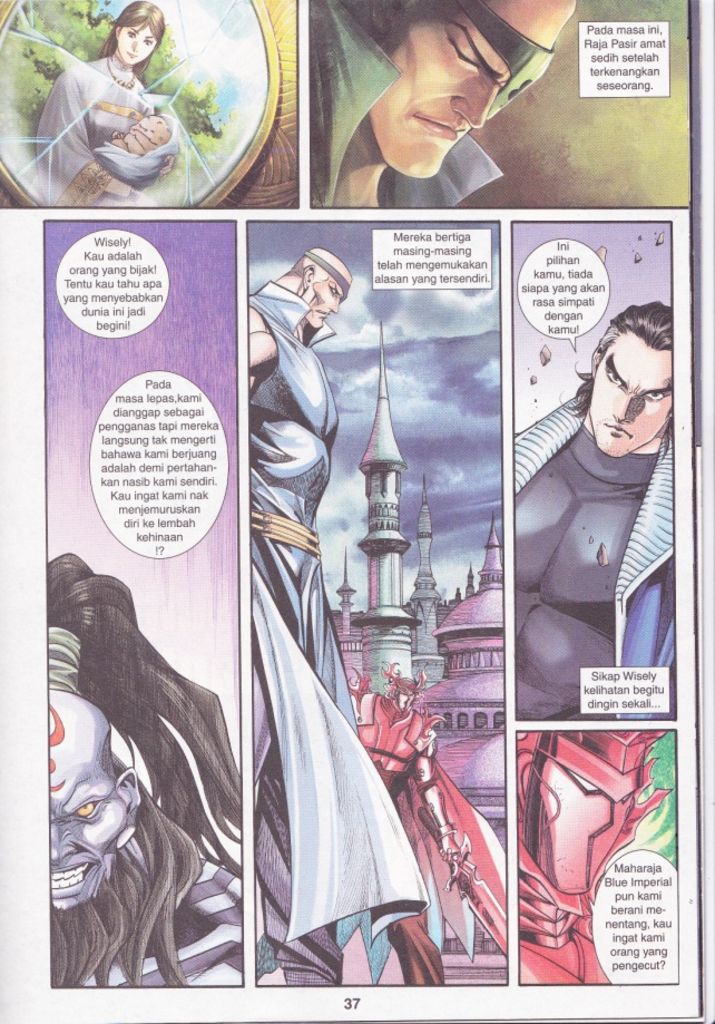 Pada masa ini,
Raja Pasir amat
sedih setelah
terkenangkan
seseorang.
Wisely!
Kau adalah
orang yang bijak!
Tentu kau tahu apa
yang menyebabkan
dunia ini jadi
begini!
Pada
masa lepas,kami
dianggap sebagai
pengganas tapi mereka
langsung tak mengerti
bahawa kami berjuang
adalah demi pertahan-
kan nasib kami sendiri.
Kau ingat kami nak
menjemuruskan
diri ke lembah
kehinaan
!?
Mereka bertiga
masing-masing
telah mengemukakan
alasan yang tersendiri.
Ini
pilihan
kamu, tiada
siapa yang akan
rasa simpati
dengan
kamu!
Sikap Wisely
kelihatan begitu
dingin sekali...
Maharaja
Blue Imperial
pun kami
berani me-
nentang, kau
ingat kami
orang yang
pengecut?
37